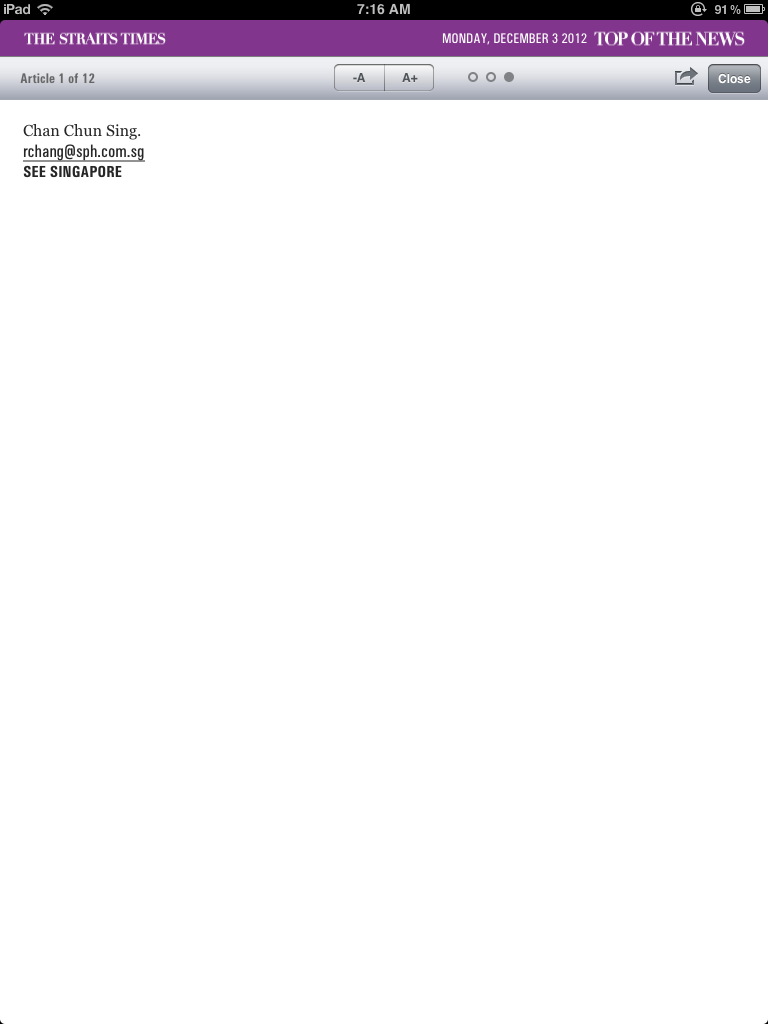 iPad 7:16 AM 91 %
THE STRAITS TIMES MONDAY, DECEMBER 3 2012 TOP OF THE NEWS
Article 1 of 12 -A A+ Close
Chan Chun Sing.
rchang@sph.com.sg
SEE SINGAPORE